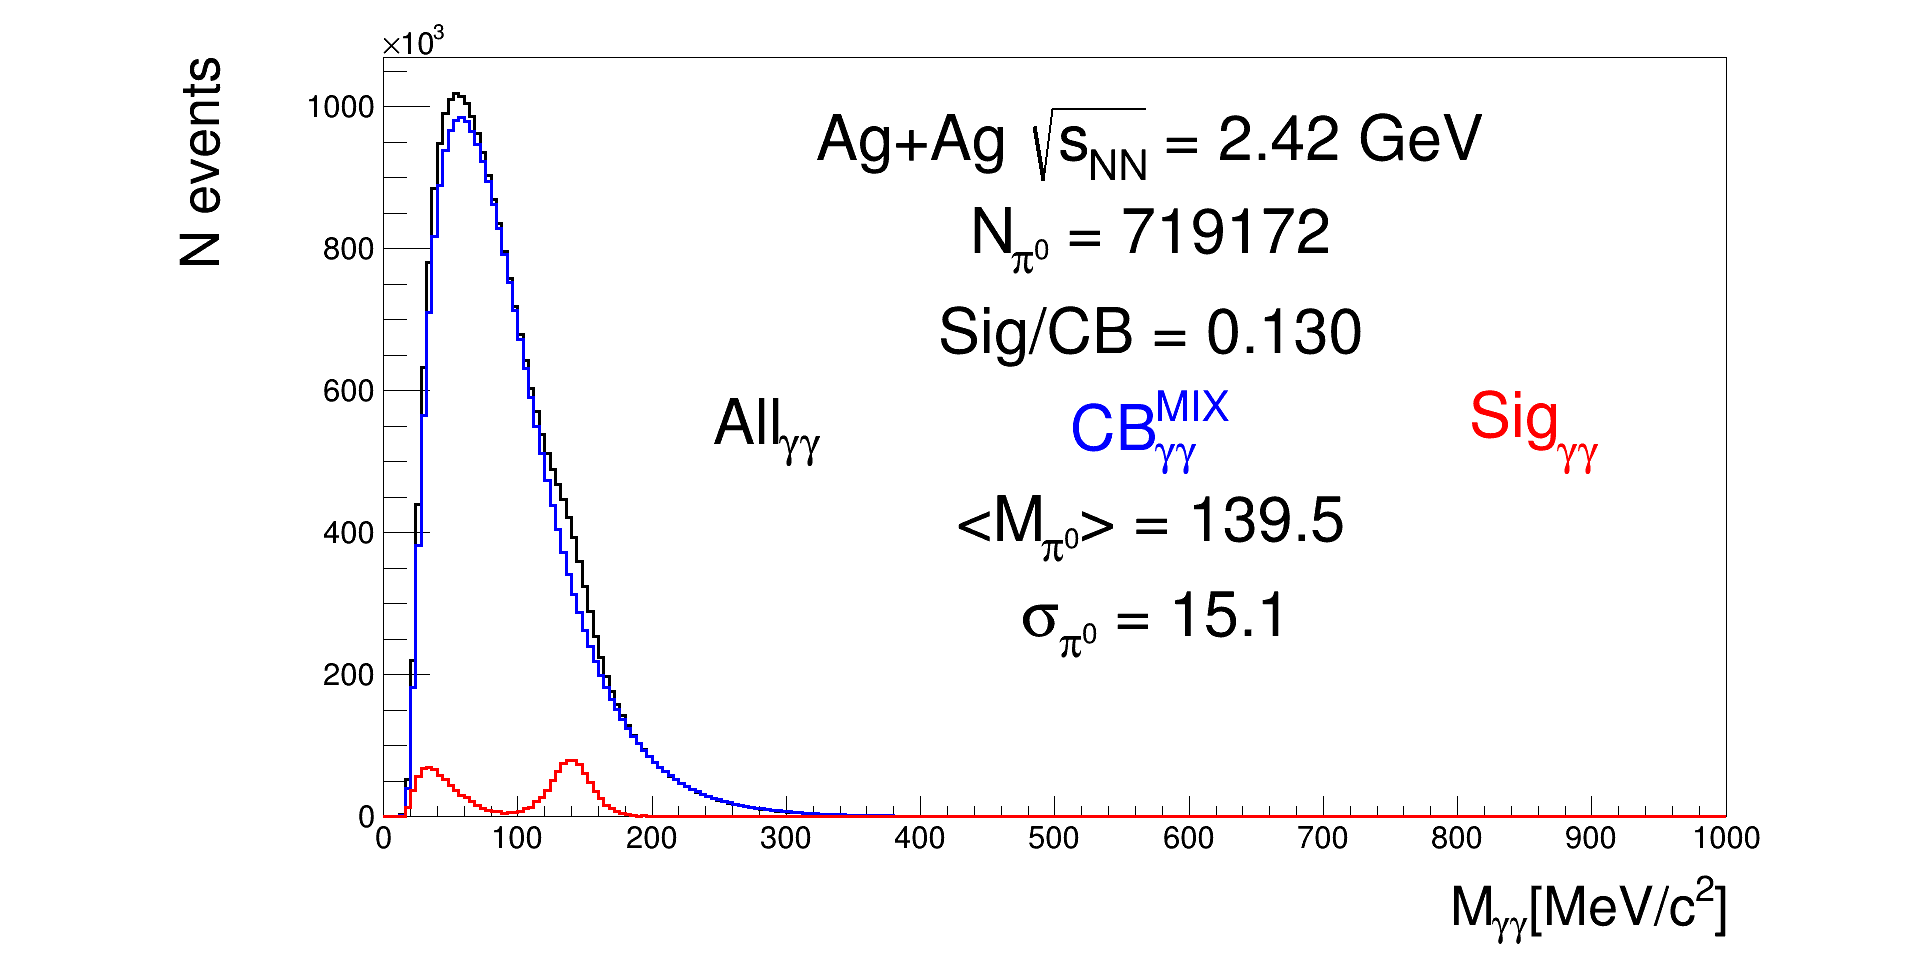 ×10³
N events
1000
800
600
400
200
0
Ag+Ag √s_NN = 2.42 GeV
N_π⁰ = 719172
Sig/CB = 0.130
All_γγ CB_γγ^MIX Sig_γγ
<M_π⁰> = 139.5
σ_π⁰ = 15.1
0 100 200 300 400 500 600 700 800 900 1000
M_γγ[MeV/c²]